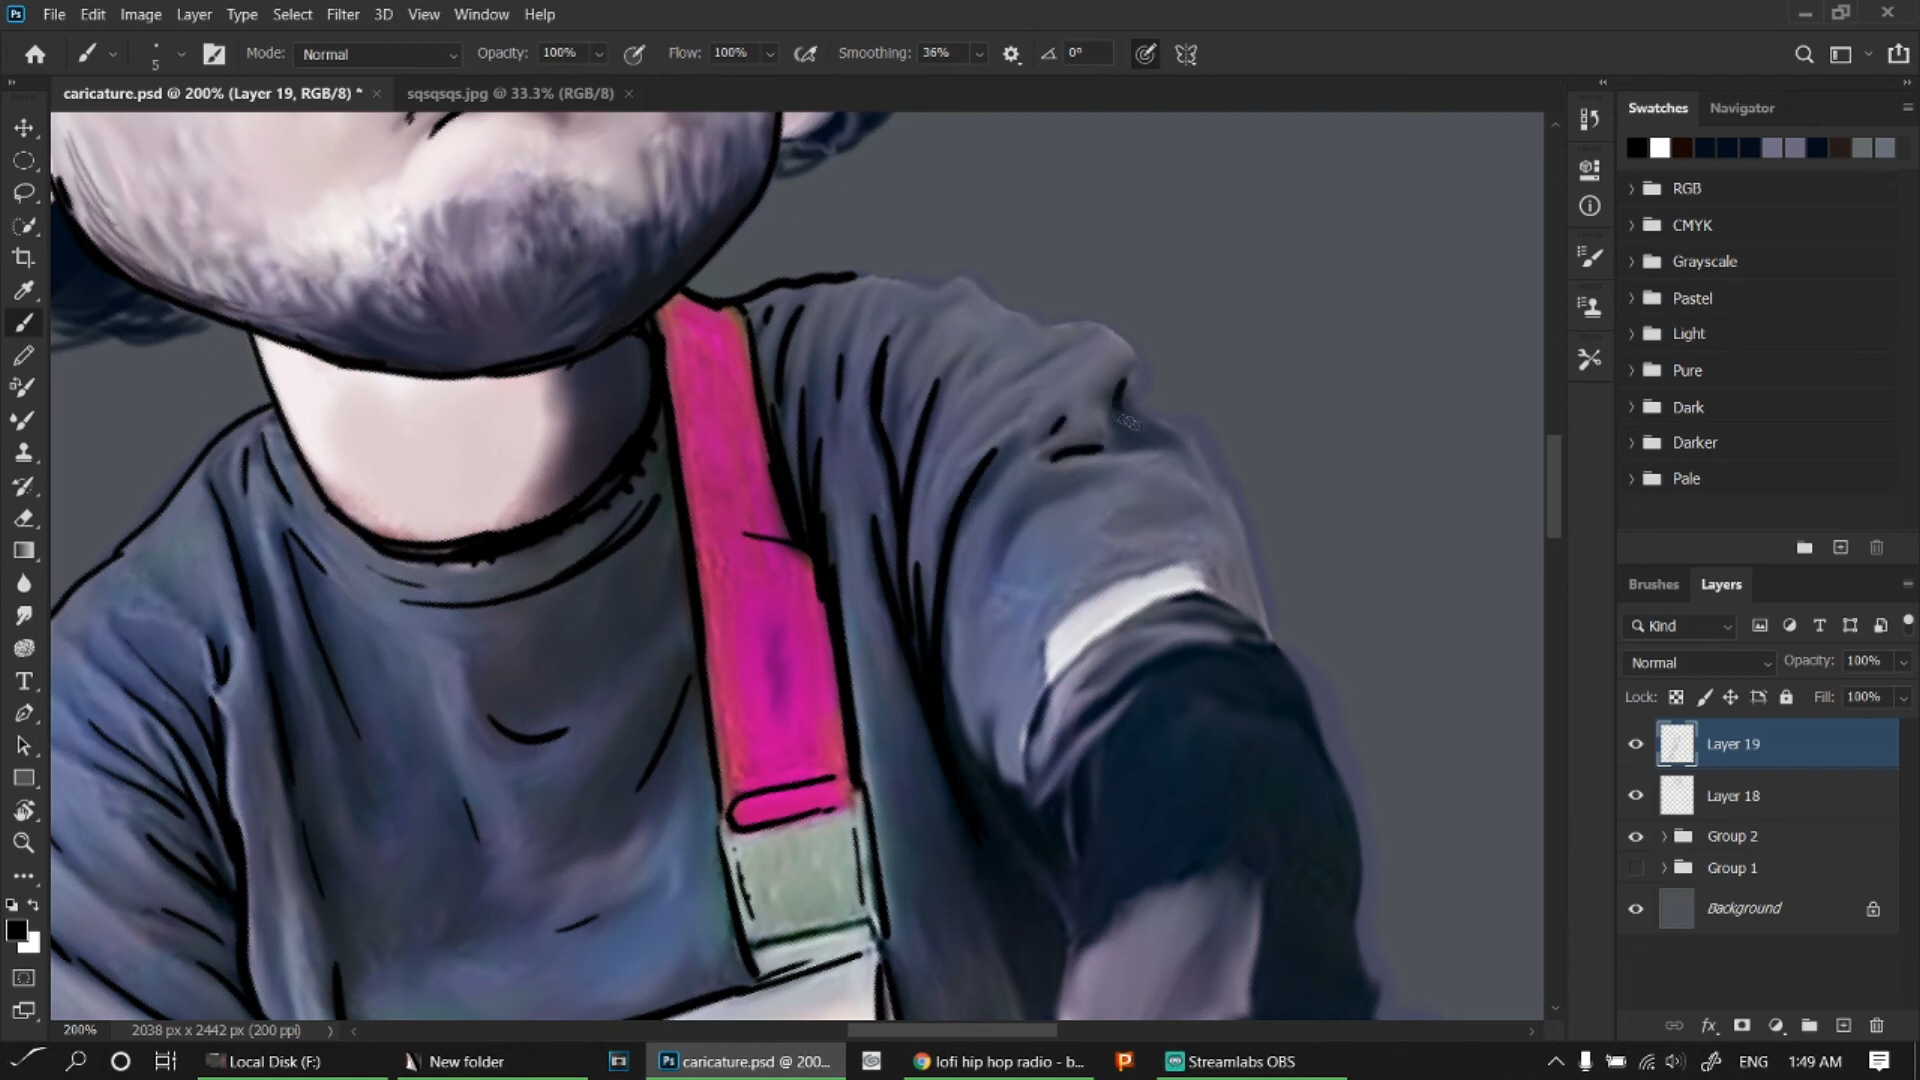 Ps File Edit Image Layer Type Select Filter 3D View Window Help
5 Mode: Normal Opacity: 100% Flow: 100% Smoothing: 36% 0°
caricature.psd @ 200% (Layer 19, RGB/8) * sqsqsqs.jpg @ 33.3% (RGB/8)
Swatches Navigator
RGB
CMYK
Grayscale
Pastel
Light
Pure
Dark
Darker
Pale
Brushes Layers
Kind
Normal Opacity: 100%
Lock: Fill: 100%
Layer 19
Layer 18
Group 2
Group 1
Background
200% 2038 px x 2442 px (200 ppi)
Local Disk (F:) New folder Ps caricature.psd @ 200... lofi hip hop radio - b... P Streamlabs OBS ENG 1:49 AM